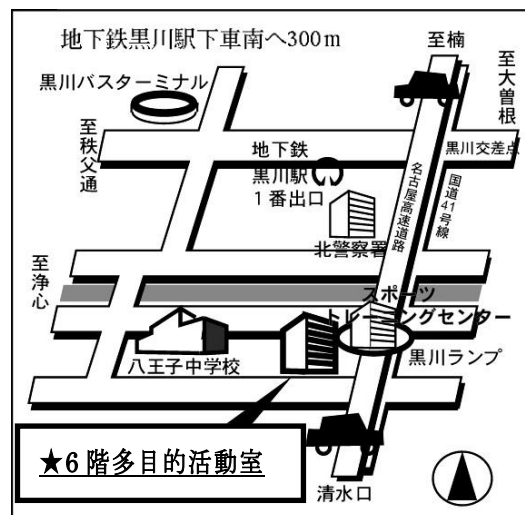 地下鉄黒川駅下車南へ300m
至楠
至大曽根
黒川バスターミナル
至秩父通
地下鉄
黒川駅
1番出口
黒川交差点
名古屋高速道路
国道41号線
北警察署
至浄心
スポーツ
トレーニングセンター
八王子中学校
黒川ランプ
★6階多目的活動室
清水口